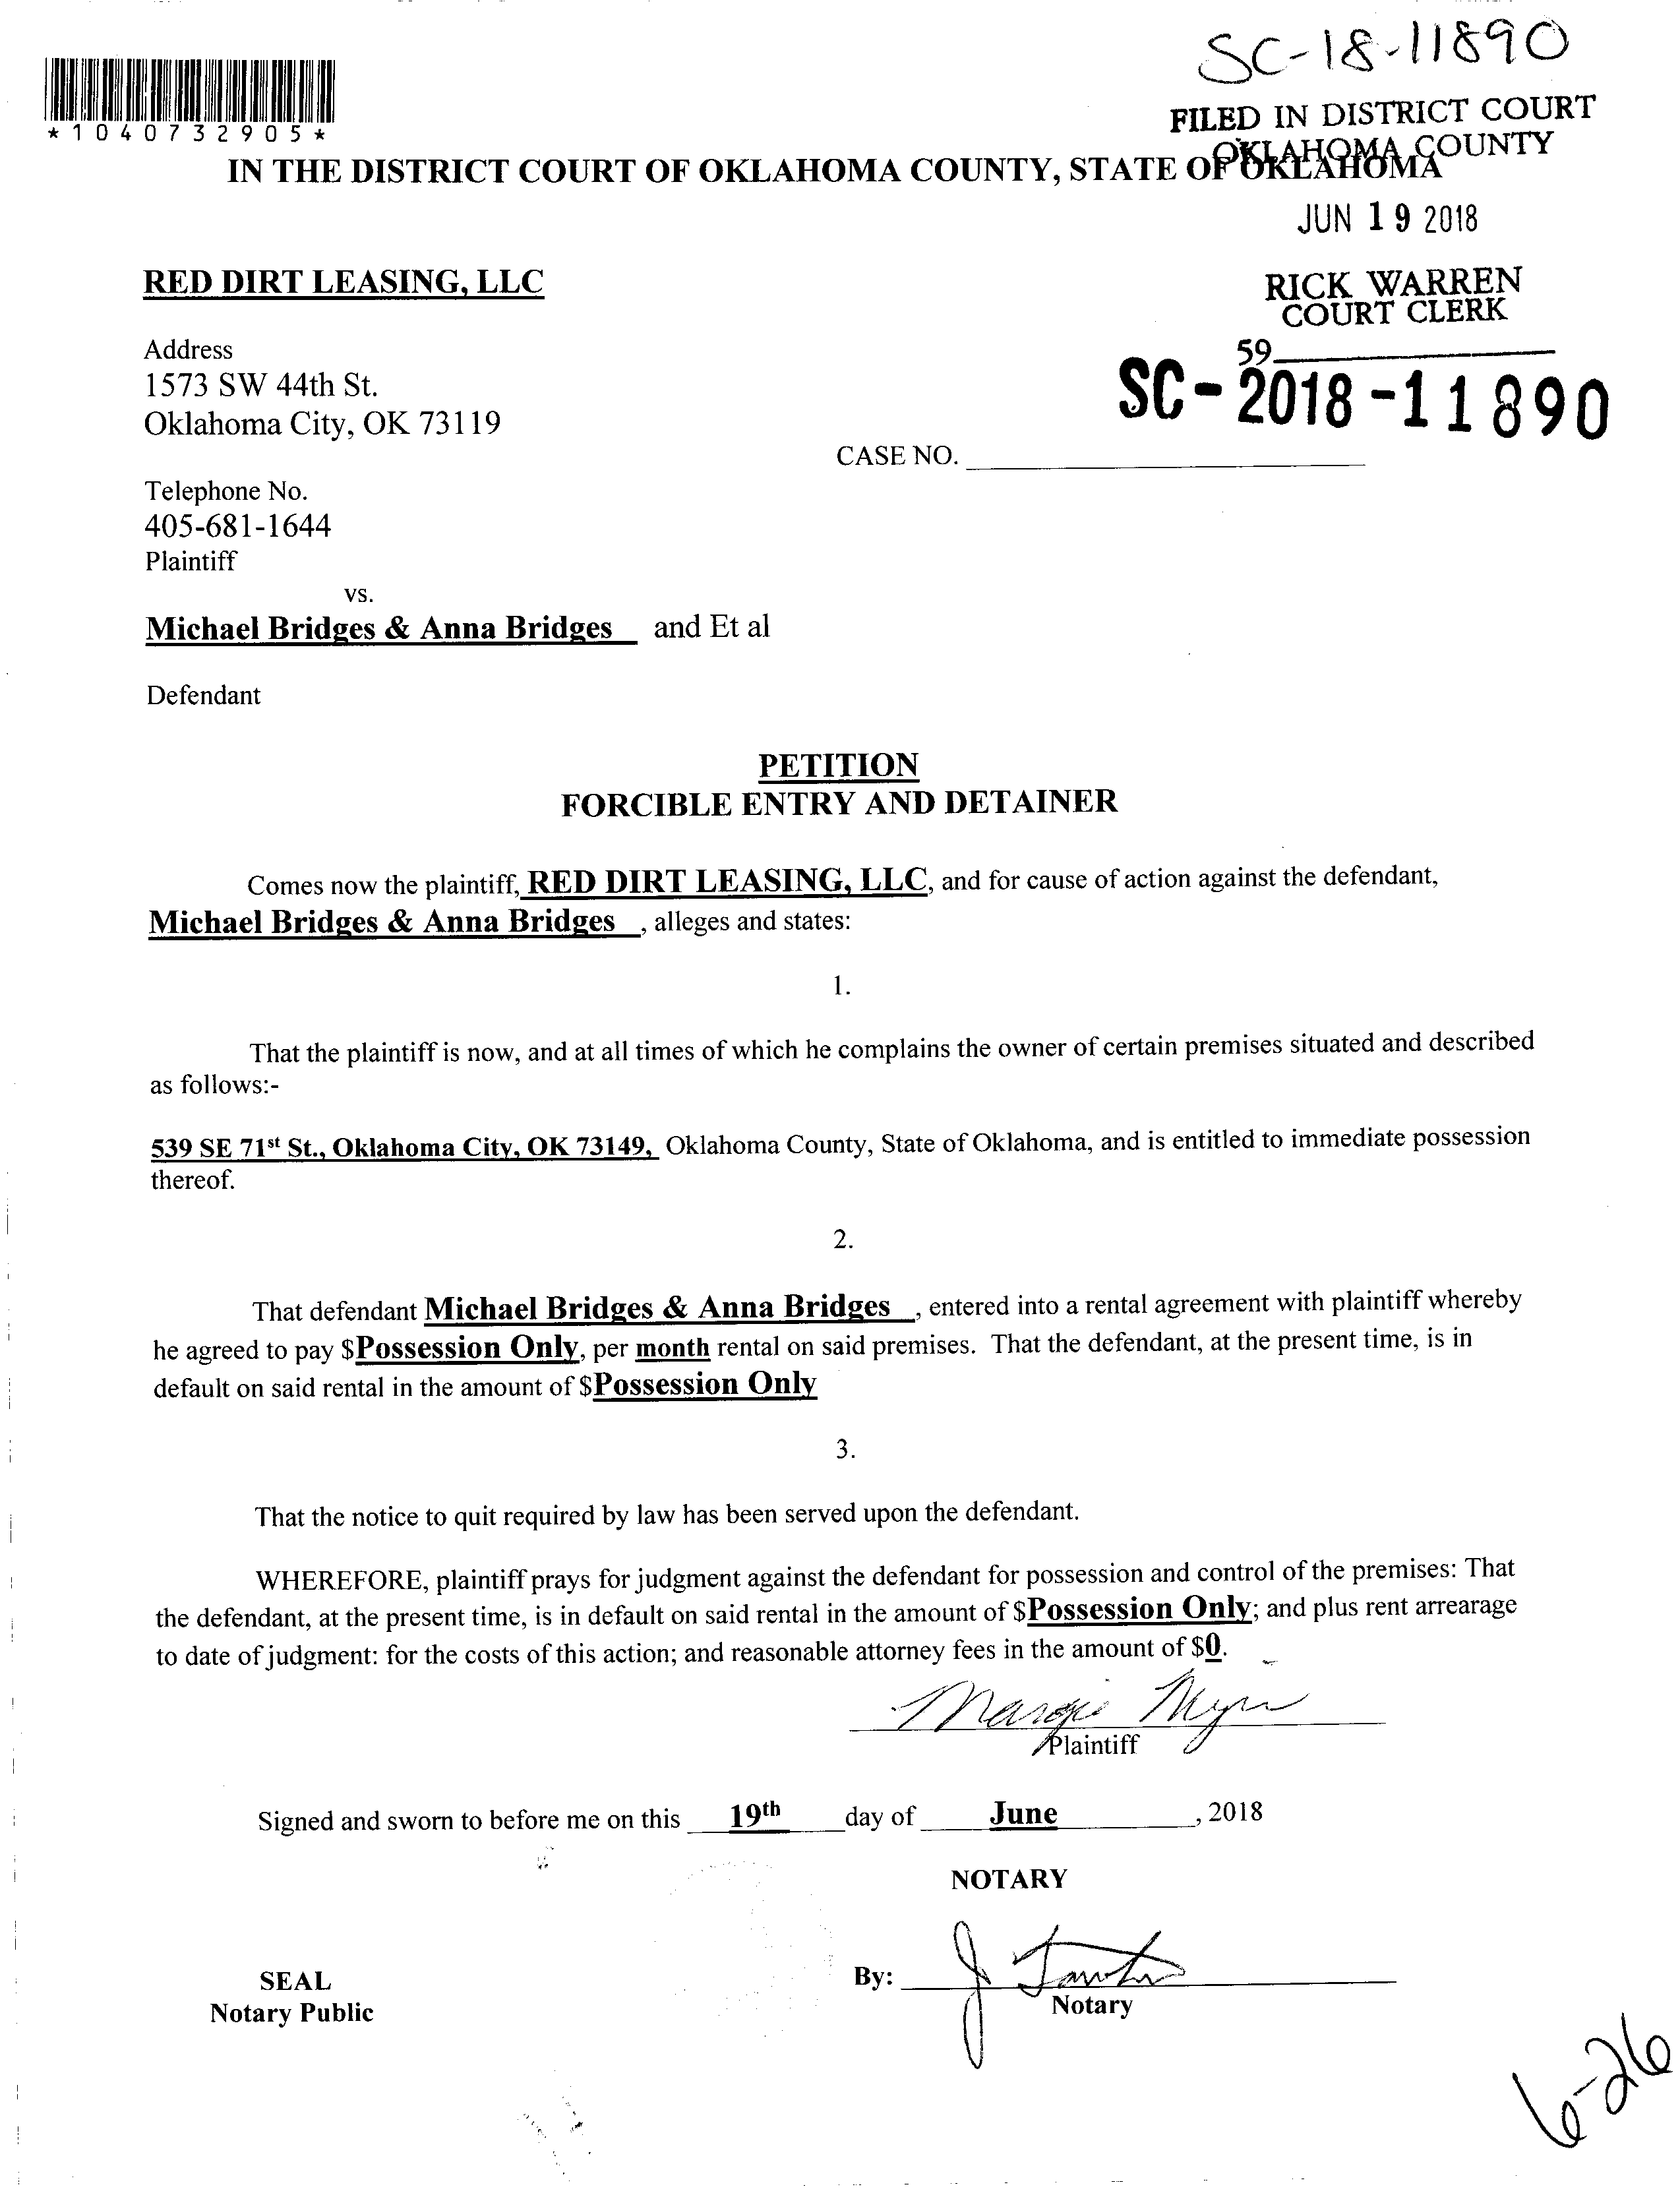 SC-18-11890
*1040732905*
FILED IN DISTRICT COURT
OKLAHOMA COUNTY
IN THE DISTRICT COURT OF OKLAHOMA COUNTY, STATE OF OKLAHOMA
JUN 19 2018
RED DIRT LEASING, LLC
RICK WARREN
COURT CLERK
59
Address
1573 SW 44th St.
Oklahoma City, OK 73119
SC-2018-11890
CASE NO.
Telephone No.
405-681-1644
Plaintiff
vs.
Michael Bridges & Anna Bridges and Et al
Defendant
PETITION
FORCIBLE ENTRY AND DETAINER
Comes now the plaintiff, RED DIRT LEASING, LLC, and for cause of action against the defendant,
Michael Bridges & Anna Bridges , alleges and states:
1.
That the plaintiff is now, and at all times of which he complains the owner of certain premises situated and described
as follows:-
539 SE 71st St., Oklahoma City, OK 73149, Oklahoma County, State of Oklahoma, and is entitled to immediate possession
thereof.
2.
That defendant Michael Bridges & Anna Bridges , entered into a rental agreement with plaintiff whereby
he agreed to pay $Possession Only, per month rental on said premises. That the defendant, at the present time, is in
default on said rental in the amount of $Possession Only
3.
That the notice to quit required by law has been served upon the defendant.
WHEREFORE, plaintiff prays for judgment against the defendant for possession and control of the premises: That
the defendant, at the present time, is in default on said rental in the amount of $Possession Only; and plus rent arrearage
to date of judgment: for the costs of this action; and reasonable attorney fees in the amount of $0.
Margie
Plaintiff
Signed and sworn to before me on this 19th day of June , 2018
NOTARY
SEAL
Notary Public
By: J
Notary
6-26